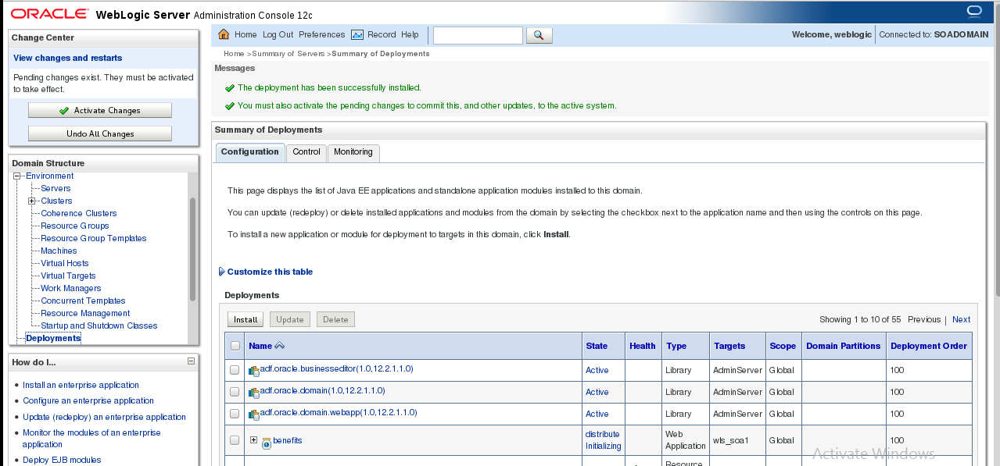 ORACLE WebLogic Server Administration Console 12c
Change Center
View changes and restarts
Pending changes exist. They must be activated
to take effect.
Activate Changes
Undo All Changes
Domain Structure
Environment
Servers
Clusters
Coherence Clusters
Resource Groups
Resource Group Templates
Machines
Virtual Hosts
Virtual Targets
Work Managers
Concurrent Templates
Resource Management
Startup and Shutdown Classes
Deployments
How do I...
Install an enterprise application
Configure an enterprise application
Update (redeploy) an enterprise application
Monitor the modules of an enterprise
application
Deploy EJB modules
Home Log Out Preferences Record Help
Welcome, weblogic Connected to: SOADOMAIN
Home >Summary of Servers >Summary of Deployments
Messages
The deployment has been successfully installed.
You must also activate the pending changes to commit this, and other updates, to the active system.
Summary of Deployments
Configuration Control Monitoring
This page displays the list of Java EE applications and standalone application modules installed to this domain.
You can update (redeploy) or delete installed applications and modules from the domain by selecting the checkbox next to the application name and then using the controls on this page.
To install a new application or module for deployment to targets in this domain, click Install.
Customize this table
Deployments
Install Update Delete Showing 1 to 10 of 55 Previous | Next
Name State Health Type Targets Scope Domain Partitions Deployment Order
adf.oracle.businesseditor(1.0,12.2.1.1.0) Active Library AdminServer Global 100
adf.oracle.domain(1.0,12.2.1.1.0) Active Library AdminServer Global 100
adf.oracle.domain.webapp(1.0,12.2.1.1.0) Active Library AdminServer Global 100
benefits distribute Initializing Web Application wls_soa1 Global 100
Resource
Activate Windows